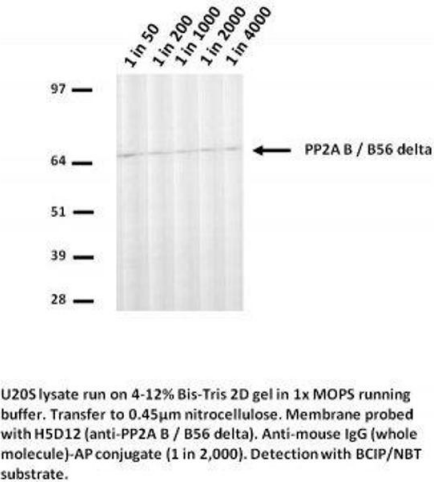 1 in 50
1 in 200
1 in 1000
1 in 2000
1 in 4000
97
64
51
39
28
PP2A B / B56 delta
U20S lysate run on 4-12% Bis-Tris 2D gel in 1x MOPS running
buffer. Transfer to 0.45µm nitrocellulose. Membrane probed
with H5D12 (anti-PP2A B / B56 delta). Anti-mouse IgG (whole
molecule)-AP conjugate (1 in 2,000). Detection with BCIP/NBT
substrate.